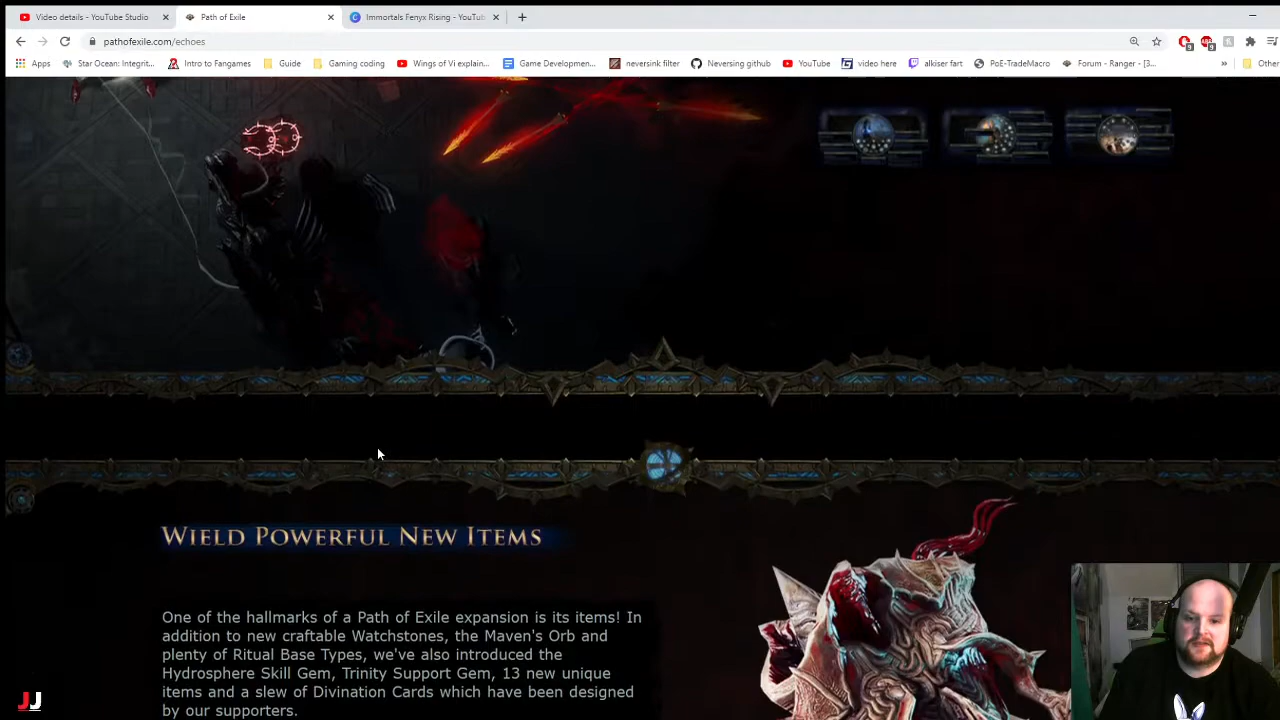 Video details - YouTube Studio
Path of Exile
Immortals Fenyx Rising - YouTub
pathofexile.com/echoes
Apps
Star Ocean: Integrit...
Intro to Fangames
Guide
Gaming coding
Wings of Vi explain...
Game Developmen...
neversink filter
Neversing github
YouTube
video here
alkiser fart
PoE-TradeMacro
Forum - Ranger - [3...
»
Other
WIELD POWERFUL NEW ITEMS
One of the hallmarks of a Path of Exile expansion is its items! In
addition to new craftable Watchstones, the Maven's Orb and
plenty of Ritual Base Types, we've also introduced the
Hydrosphere Skill Gem, Trinity Support Gem, 13 new unique
items and a slew of Divination Cards which have been designed
by our supporters.
JJ